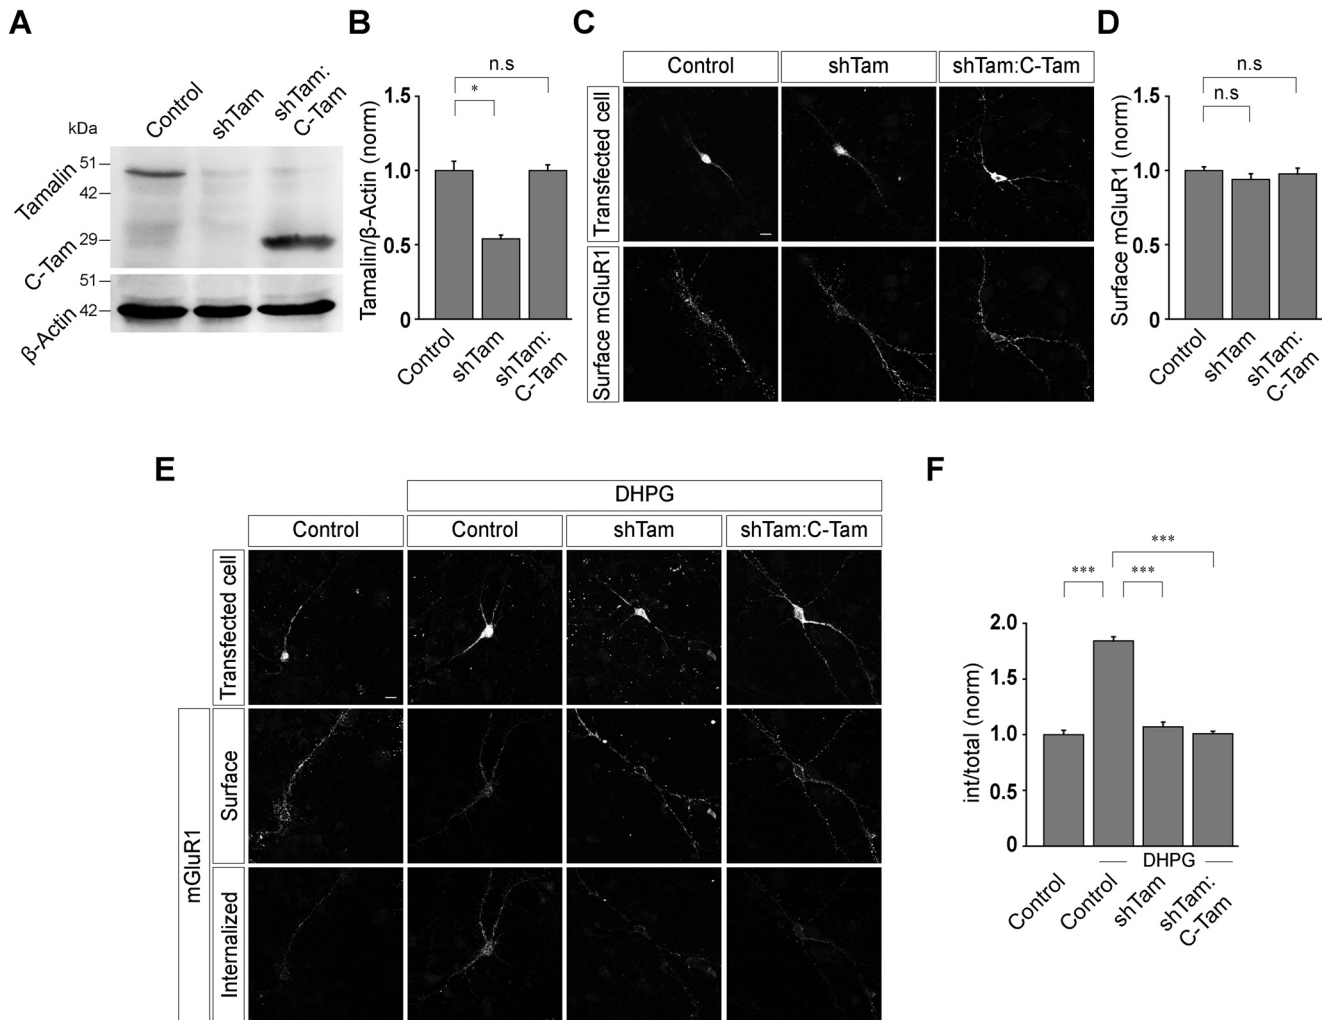 A
Control
shTam
shTam:
C-Tam
kDa
Tamalin
C-Tam
β-Actin
51
42
29
51
42
B
n.s
*
Tamalin/β-Actin (norm)
1.5
1.0
0.5
0
Control
shTam
shTam:
C-Tam
C
Control
shTam
shTam:C-Tam
Transfected cell
Surface mGluR1
D
n.s
n.s
Surface mGluR1 (norm)
1.5
1.0
0.5
0
Control
shTam
shTam:
C-Tam
E
DHPG
Control
Control
shTam
shTam:C-Tam
Transfected cell
mGluR1
Surface
Internalized
F
***
***
***
int/total (norm)
2.0
1.5
1.0
0.5
0
DHPG
Control
Control
shTam
shTam:
C-Tam